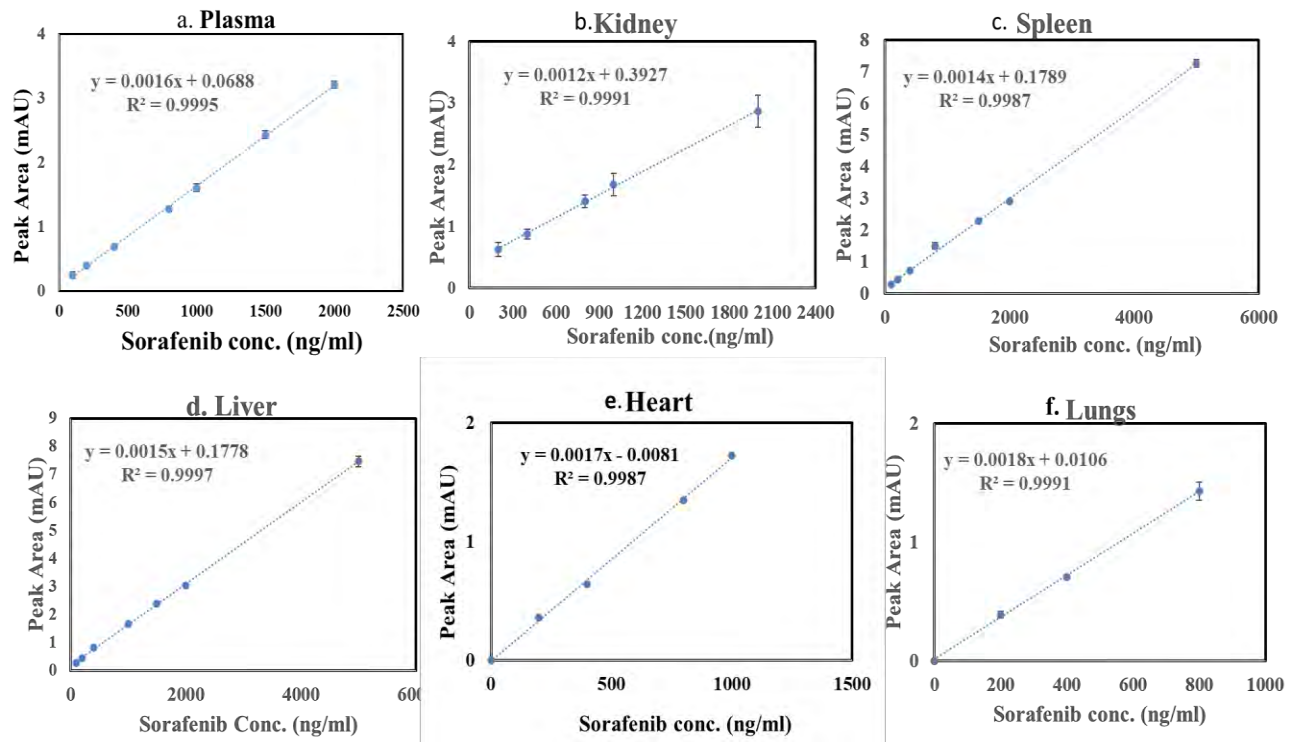 a. Plasma
4
3
2
1
0
y = 0.0016x + 0.0688
R² = 0.9995
Peak Area (mAU)
0 500 1000 1500 2000 2500
Sorafenib conc. (ng/ml)
b. Kidney
4
3
2
1
0
y = 0.0012x + 0.3927
R² = 0.9991
Peak Area (mAU)
0 300 600 900 1200 1500 1800 2100 2400
Sorafenib conc.(ng/ml)
c. Spleen
8
7
6
5
4
3
2
1
0
y = 0.0014x + 0.1789
R² = 0.9987
Peak Area (mAU)
0 2000 4000 6000
Sorafenib conc. (ng/ml)
d. Liver
9
8
7
6
5
4
3
2
1
0
y = 0.0015x + 0.1778
R² = 0.9997
Peak Area (mAU)
0 2000 4000 600
Sorafenib Conc. (ng/ml)
e. Heart
2
1
0
y = 0.0017x - 0.0081
R² = 0.9987
Peak Area (mAU)
0 500 1000 1500
Sorafenib conc. (ng/ml)
f. Lungs
2
1
0
y = 0.0018x + 0.0106
R² = 0.9991
Peak Area (mAU)
0 200 400 600 800 1000
Sorafenib conc. (ng/ml)